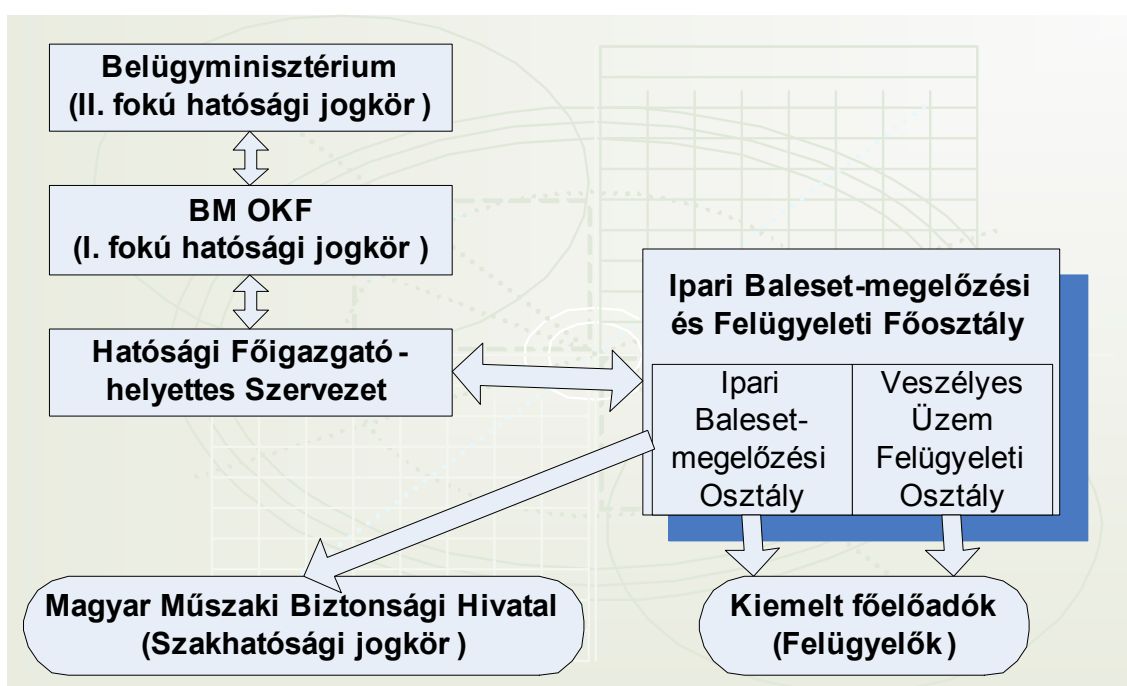 Belügyminisztérium
(II. fokú hatósági jogkör )
BM OKF
(I. fokú hatósági jogkör )
Hatósági Főigazgató -
helyettes Szervezet
Ipari Baleset-megelőzési
és Felügyeleti Főosztály
Ipari
Baleset-
megelőzési
Osztály
Veszélyes
Üzem
Felügyeleti
Osztály
Magyar Műszaki Biztonsági Hivatal
(Szakhatósági jogkör )
Kiemelt főelőadók
(Felügyelők )